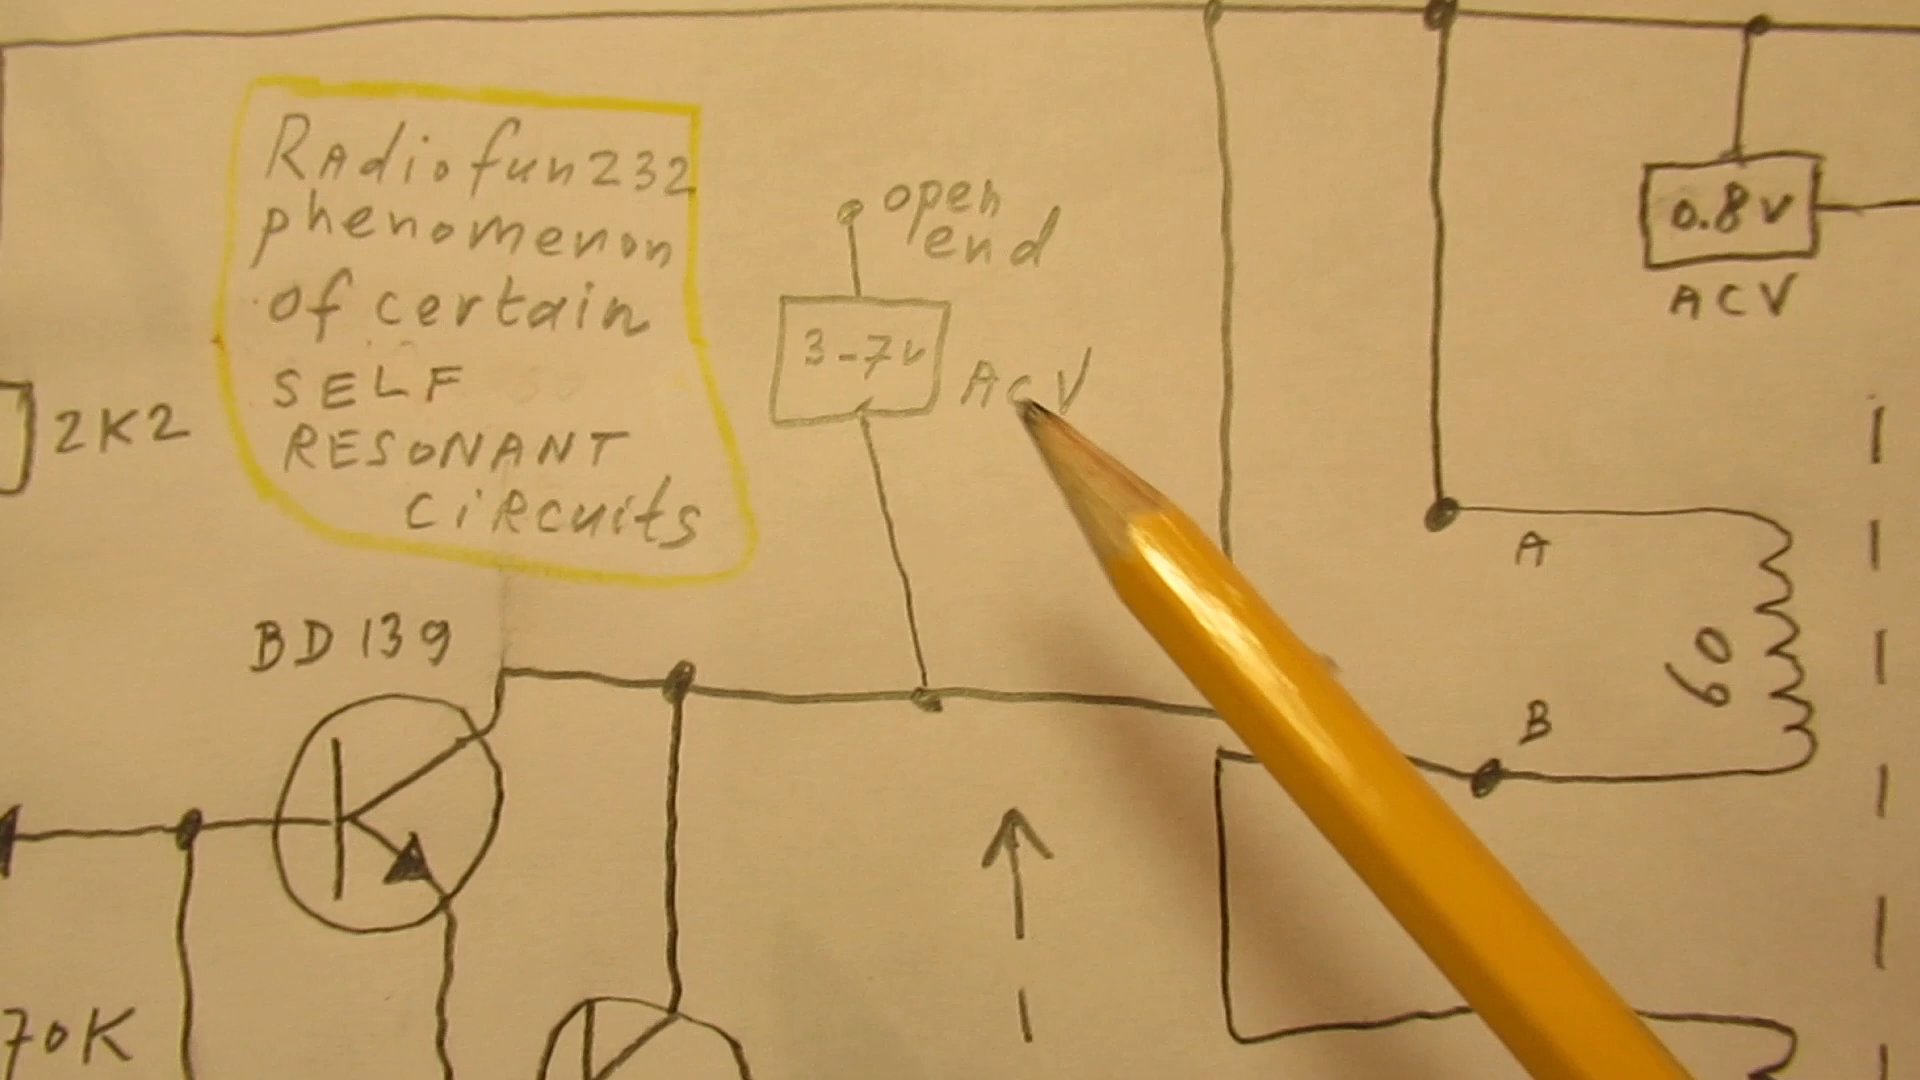 Radiofun232
phenomenon
of certain
SELF
RESONANT
CIRCUITS
open
end
3-7v
ACV
0.8v
ACV
2K2
A
60
B
BD 139
70K